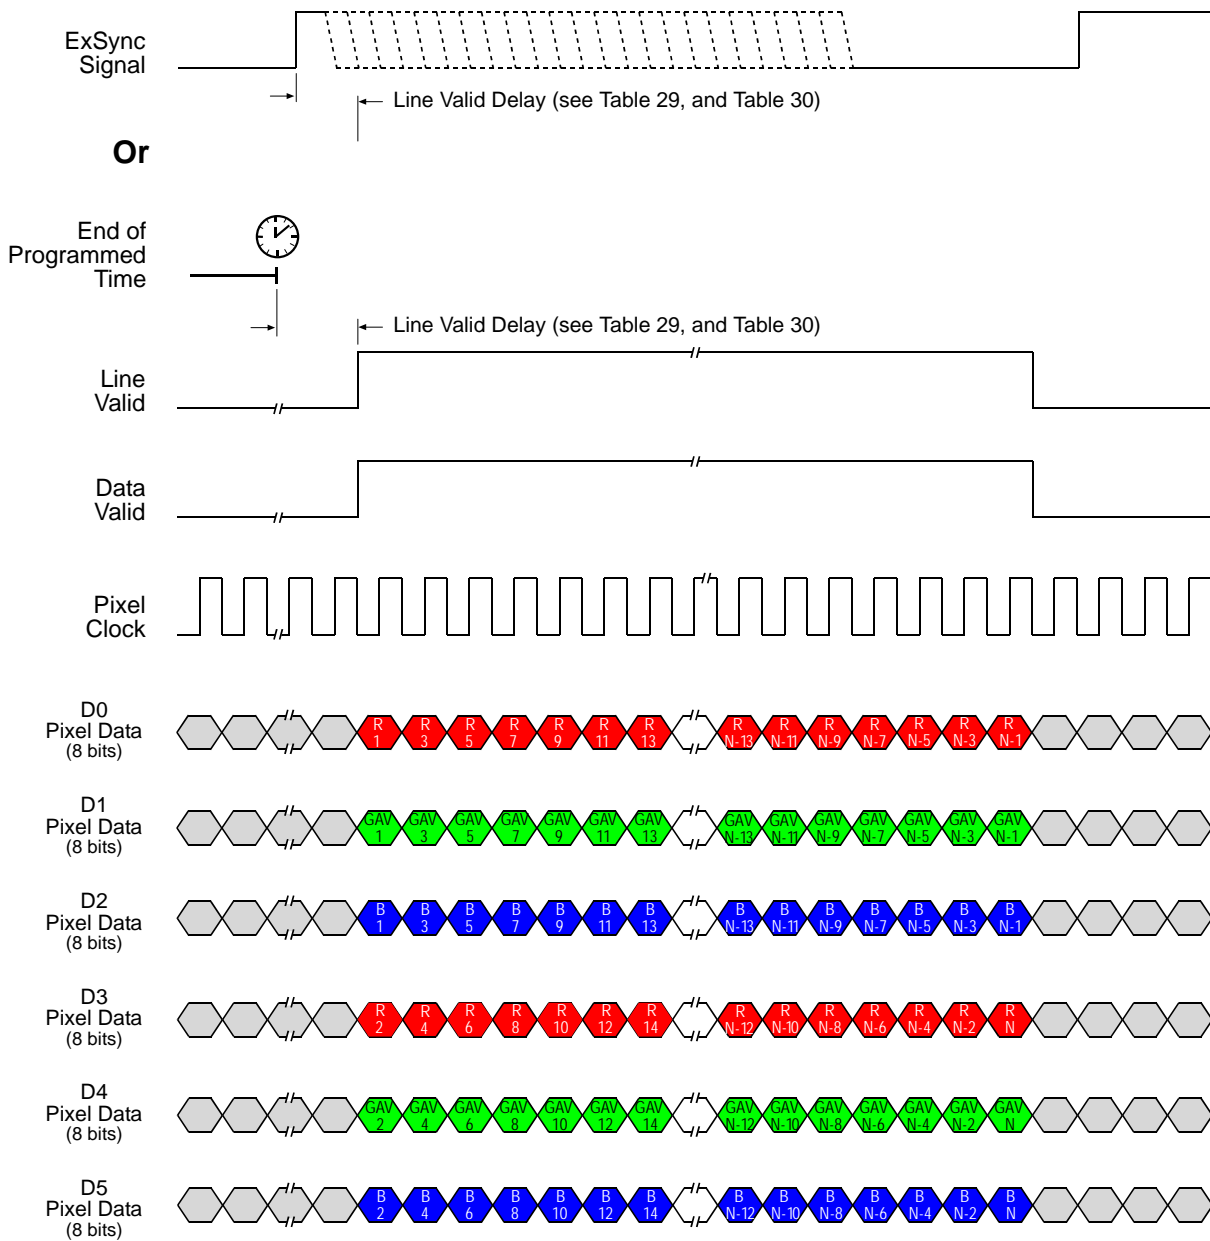 ExSync
Signal
Line Valid Delay (see Table 29, and Table 30)
Or
End of
Programmed
Time
Line Valid Delay (see Table 29, and Table 30)
Line
Valid
Data
Valid
Pixel
Clock
D0
Pixel Data
(8 bits)
R R R R R R R R R R R R R R
1 3 5 7 9 11 13 N-13 N-11 N-9 N-7 N-5 N-3 N-1
D1
Pixel Data
(8 bits)
GAV GAV GAV GAV GAV GAV GAV GAV GAV GAV GAV GAV GAV GAV
1 3 5 7 9 11 13 N-13 N-11 N-9 N-7 N-5 N-3 N-1
D2
Pixel Data
(8 bits)
B B B B B B B B B B B B B B
1 3 5 7 9 11 13 N-13 N-11 N-9 N-7 N-5 N-3 N-1
D3
Pixel Data
(8 bits)
R R R R R R R R R R R R R R
2 4 6 8 10 12 14 N-12 N-10 N-8 N-6 N-4 N-2 N
D4
Pixel Data
(8 bits)
GAV GAV GAV GAV GAV GAV GAV GAV GAV GAV GAV GAV GAV GAV
2 4 6 8 10 12 14 N-12 N-10 N-8 N-6 N-4 N-2 N
D5
Pixel Data
(8 bits)
B B B B B B B B B B B B B B
2 4 6 8 10 12 14 N-12 N-10 N-8 N-6 N-4 N-2 N